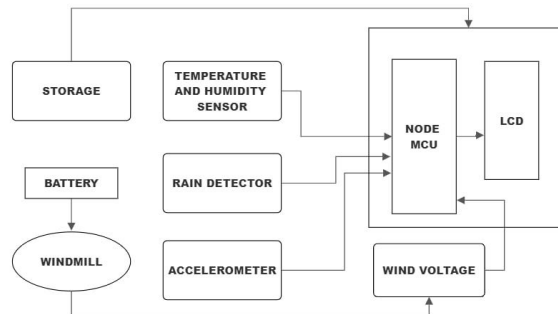 STORAGE
TEMPERATURE
AND HUMIDITY
SENSOR
NODE
MCU
LCD
BATTERY
RAIN DETECTOR
WINDMILL
ACCELEROMETER
WIND VOLTAGE